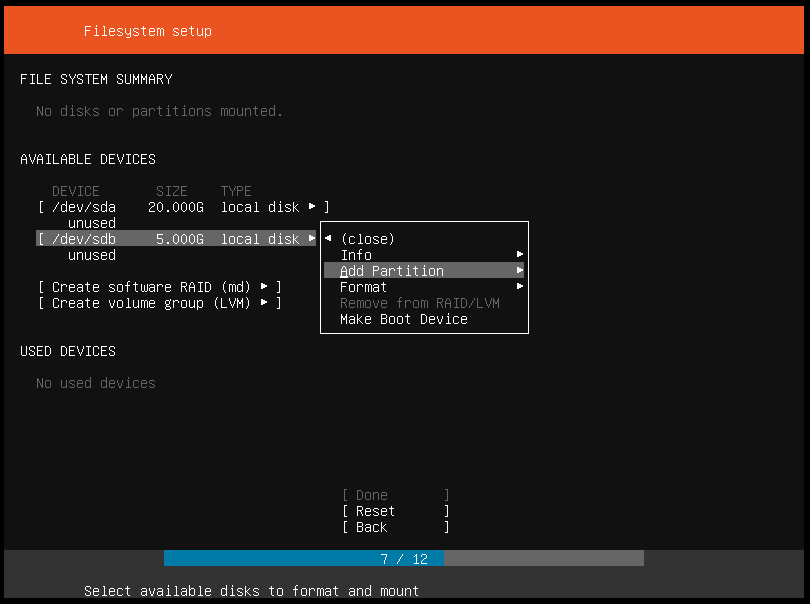 Filesystem setup
FILE SYSTEM SUMMARY
No disks or partitions mounted.
AVAILABLE DEVICES
DEVICE SIZE TYPE
[ /dev/sda 20.000G local disk ▸ ]
unused
[ /dev/sdb 5.000G local disk ▸
unused
◂ (close)
Info ▸
Add Partition ▸
Format ▸
Remove from RAID/LVM
Make Boot Device
[ Create software RAID (md) ▸ ]
[ Create volume group (LVM) ▸ ]
USED DEVICES
No used devices
[ Done ]
[ Reset ]
[ Back ]
7 / 12
Select available disks to format and mount